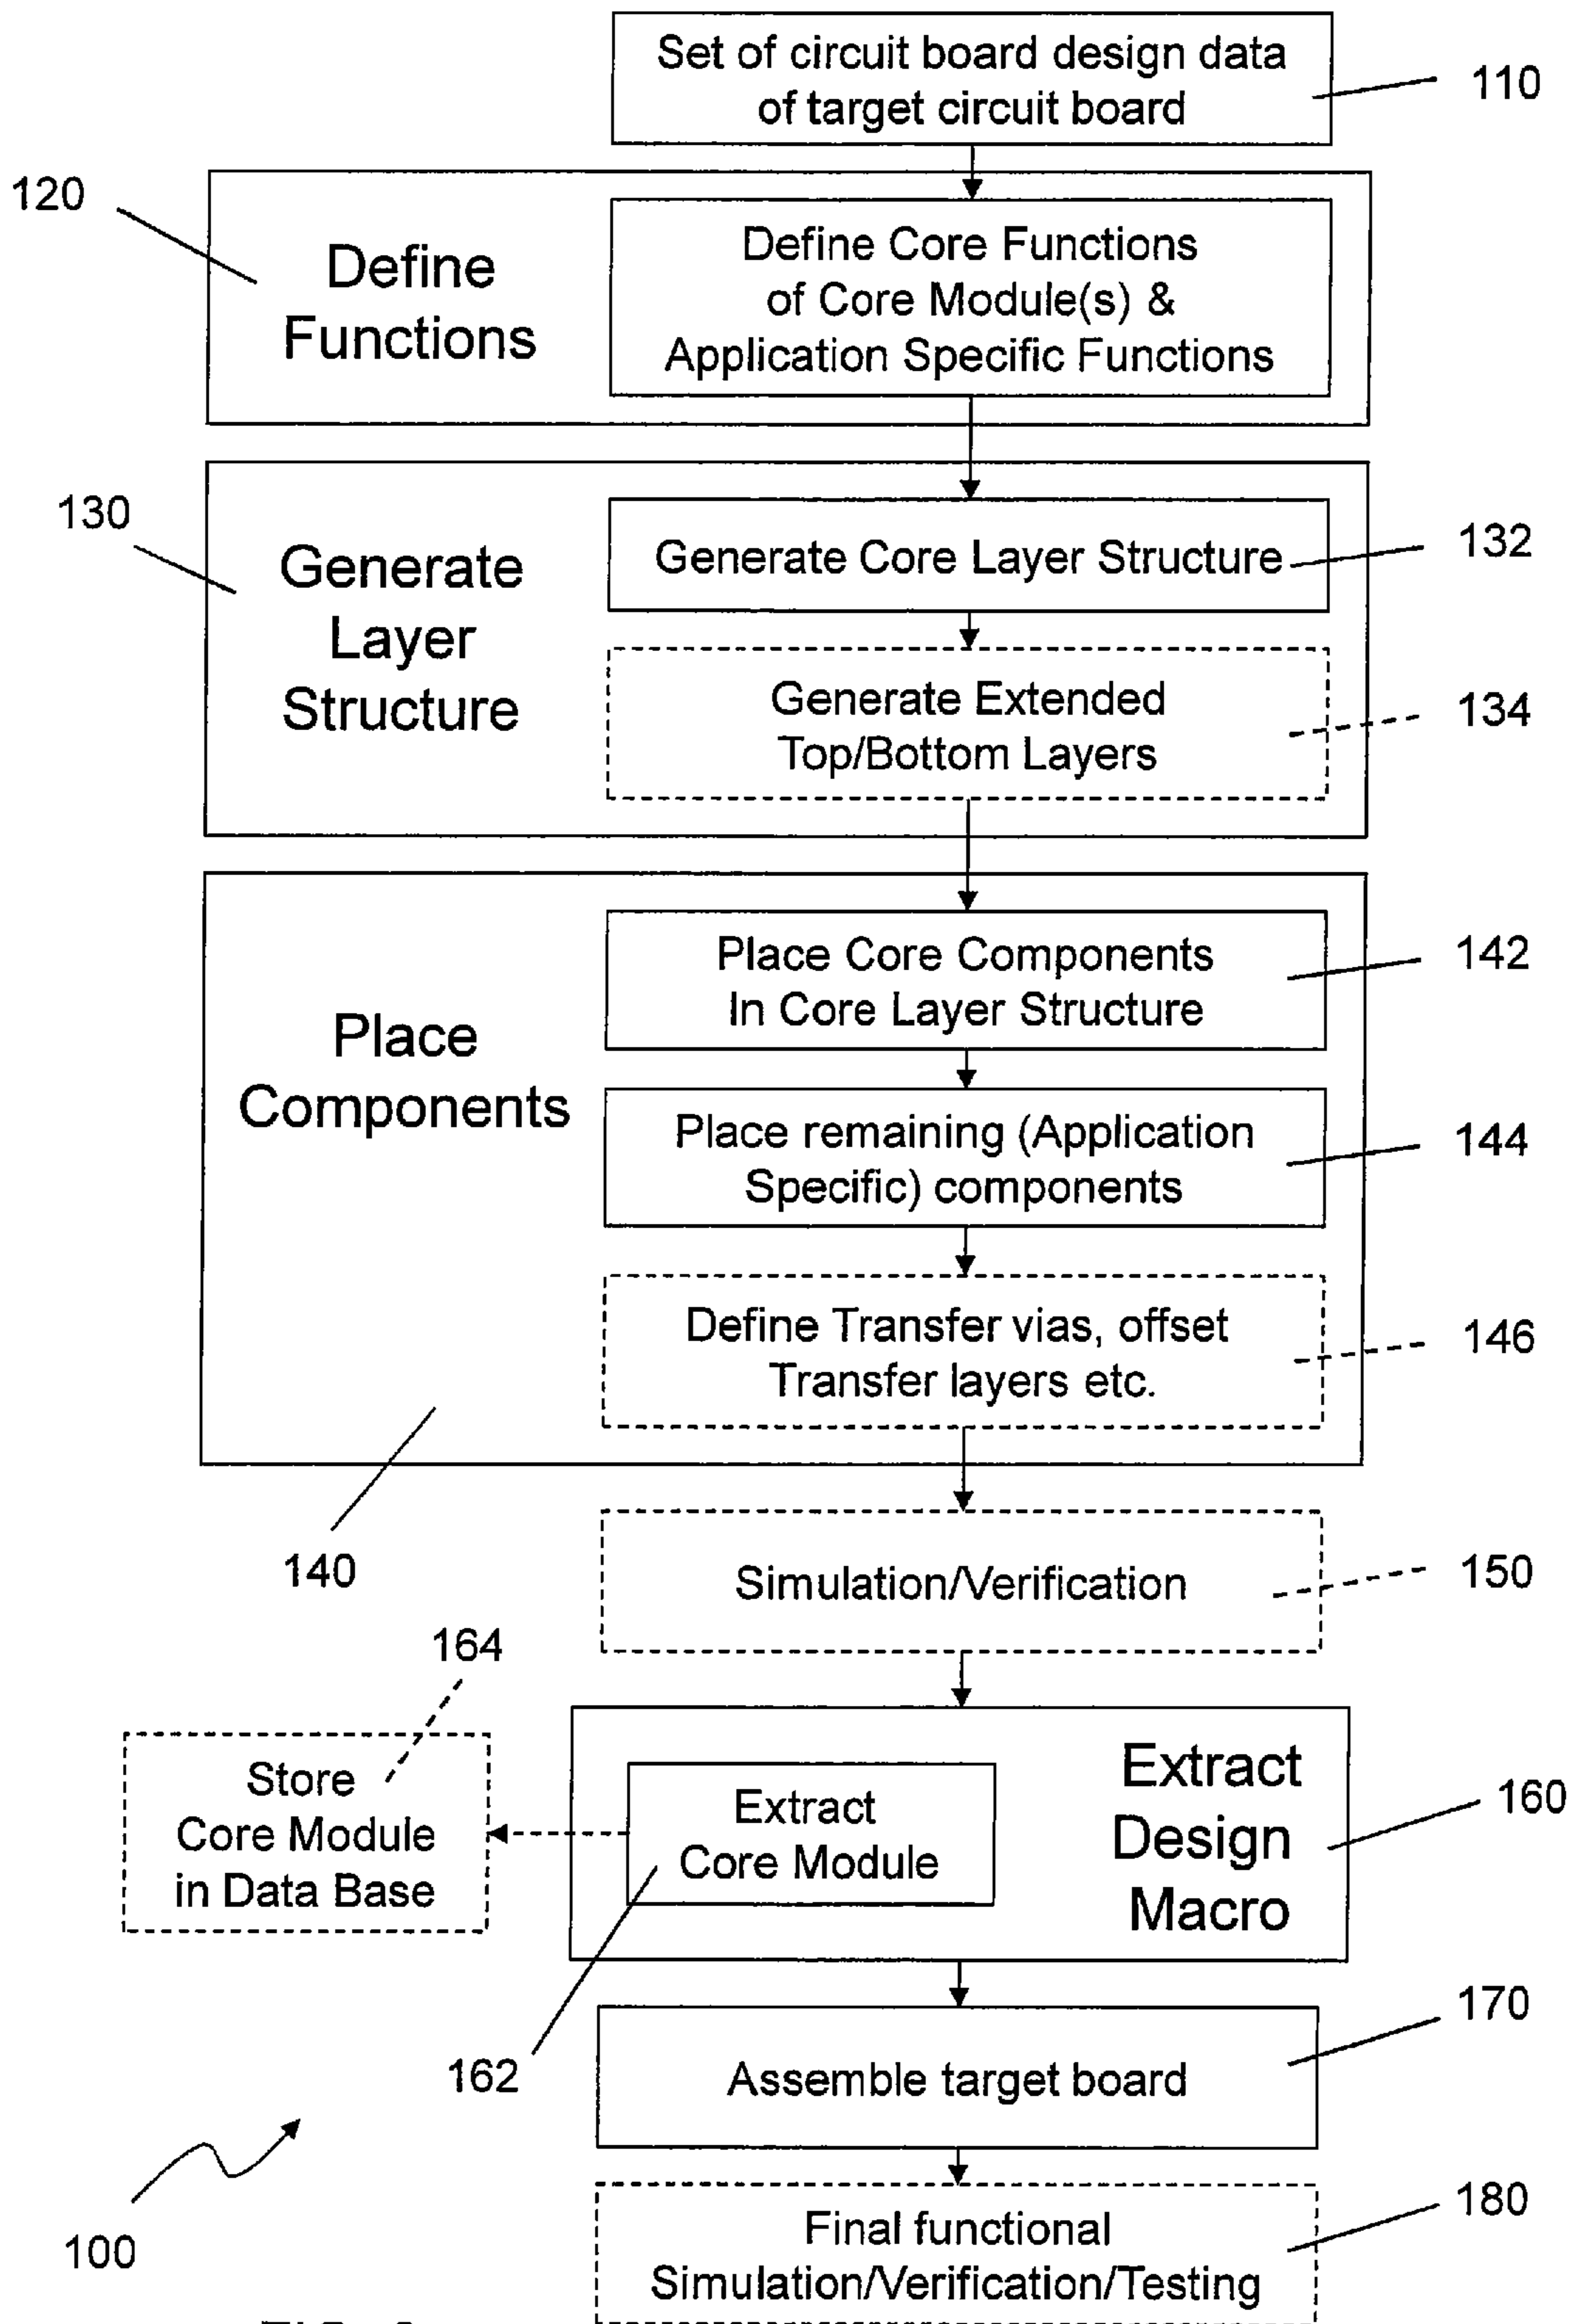 Set of circuit board design data
of target circuit board
110
120
Define
Functions
Define Core Functions
of Core Module(s) &
Application Specific Functions
130
Generate
Layer
Structure
Generate Core Layer Structure
132
Generate Extended
Top/Bottom Layers
134
Place
Components
Place Core Components
In Core Layer Structure
142
Place remaining (Application
Specific) components
144
Define Transfer vias, offset
Transfer layers etc.
146
140
Simulation/Verification
150
164
Store
Core Module
in Data Base
Extract
Core Module
Extract
Design
Macro
160
162
Assemble target board
170
100
Final functional
Simulation/Verification/Testing
180